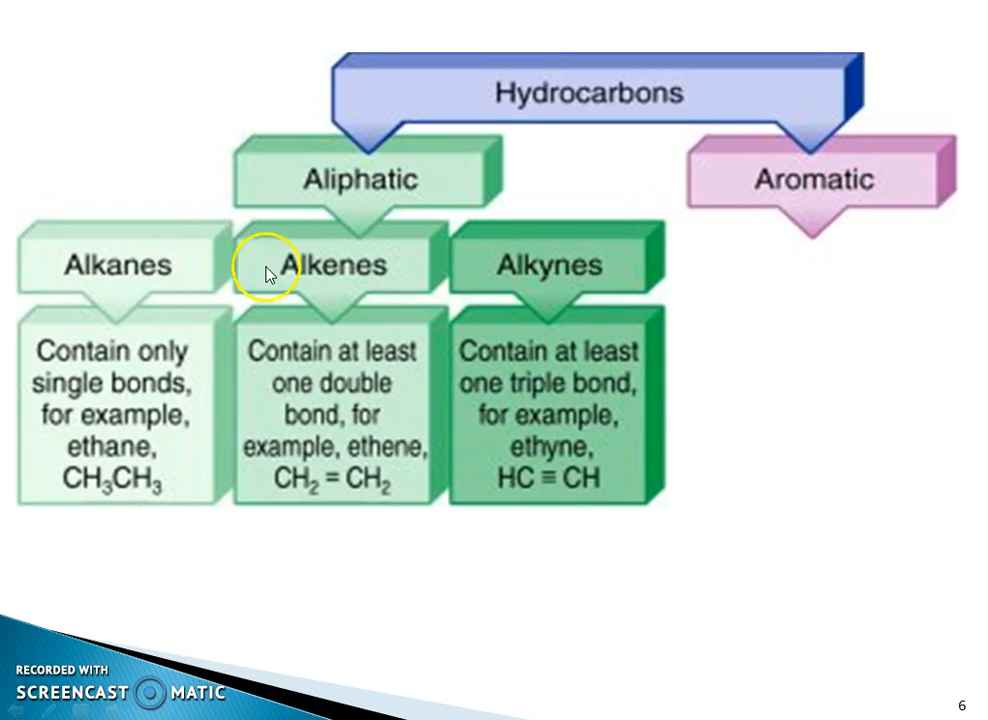 Hydrocarbons
Aliphatic
Aromatic
Alkanes
Alkenes
Alkynes
Contain only
single bonds,
for example,
ethane,
CH₃CH₃
Contain at least
one double
bond, for
example, ethene,
CH₂ = CH₂
Contain at least
one triple bond,
for example,
ethyne,
HC ≡ CH
RECORDED WITH
SCREENCAST MATIC
6